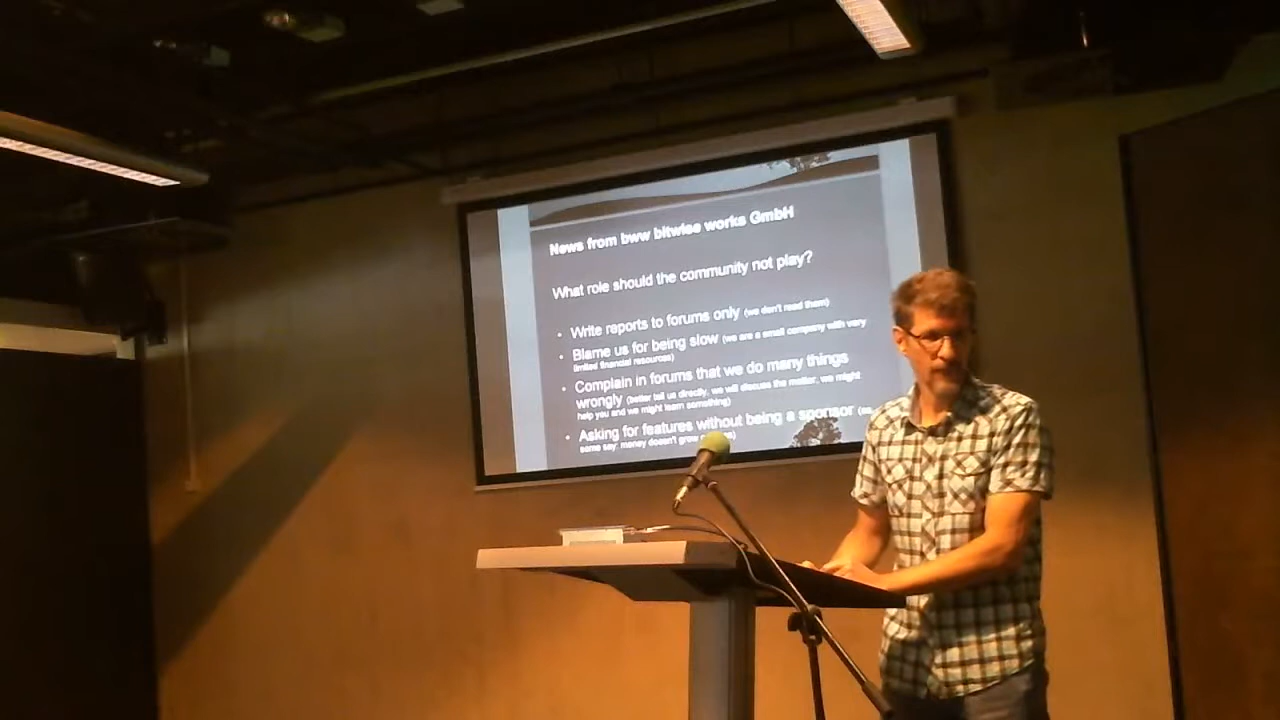 News from bww bitwise works GmbH
What role should the community not play?
• Write reports to forums only (we don't read them)
• Blame us for being slow (we are a small company with very
limited financial resources)
• Complain in forums that we do many things
wrongly (better tell us directly, we will discuss the matter, we might
help you and we might learn something)
• Asking for features without being a sponsor (as
some say: money doesn't grow